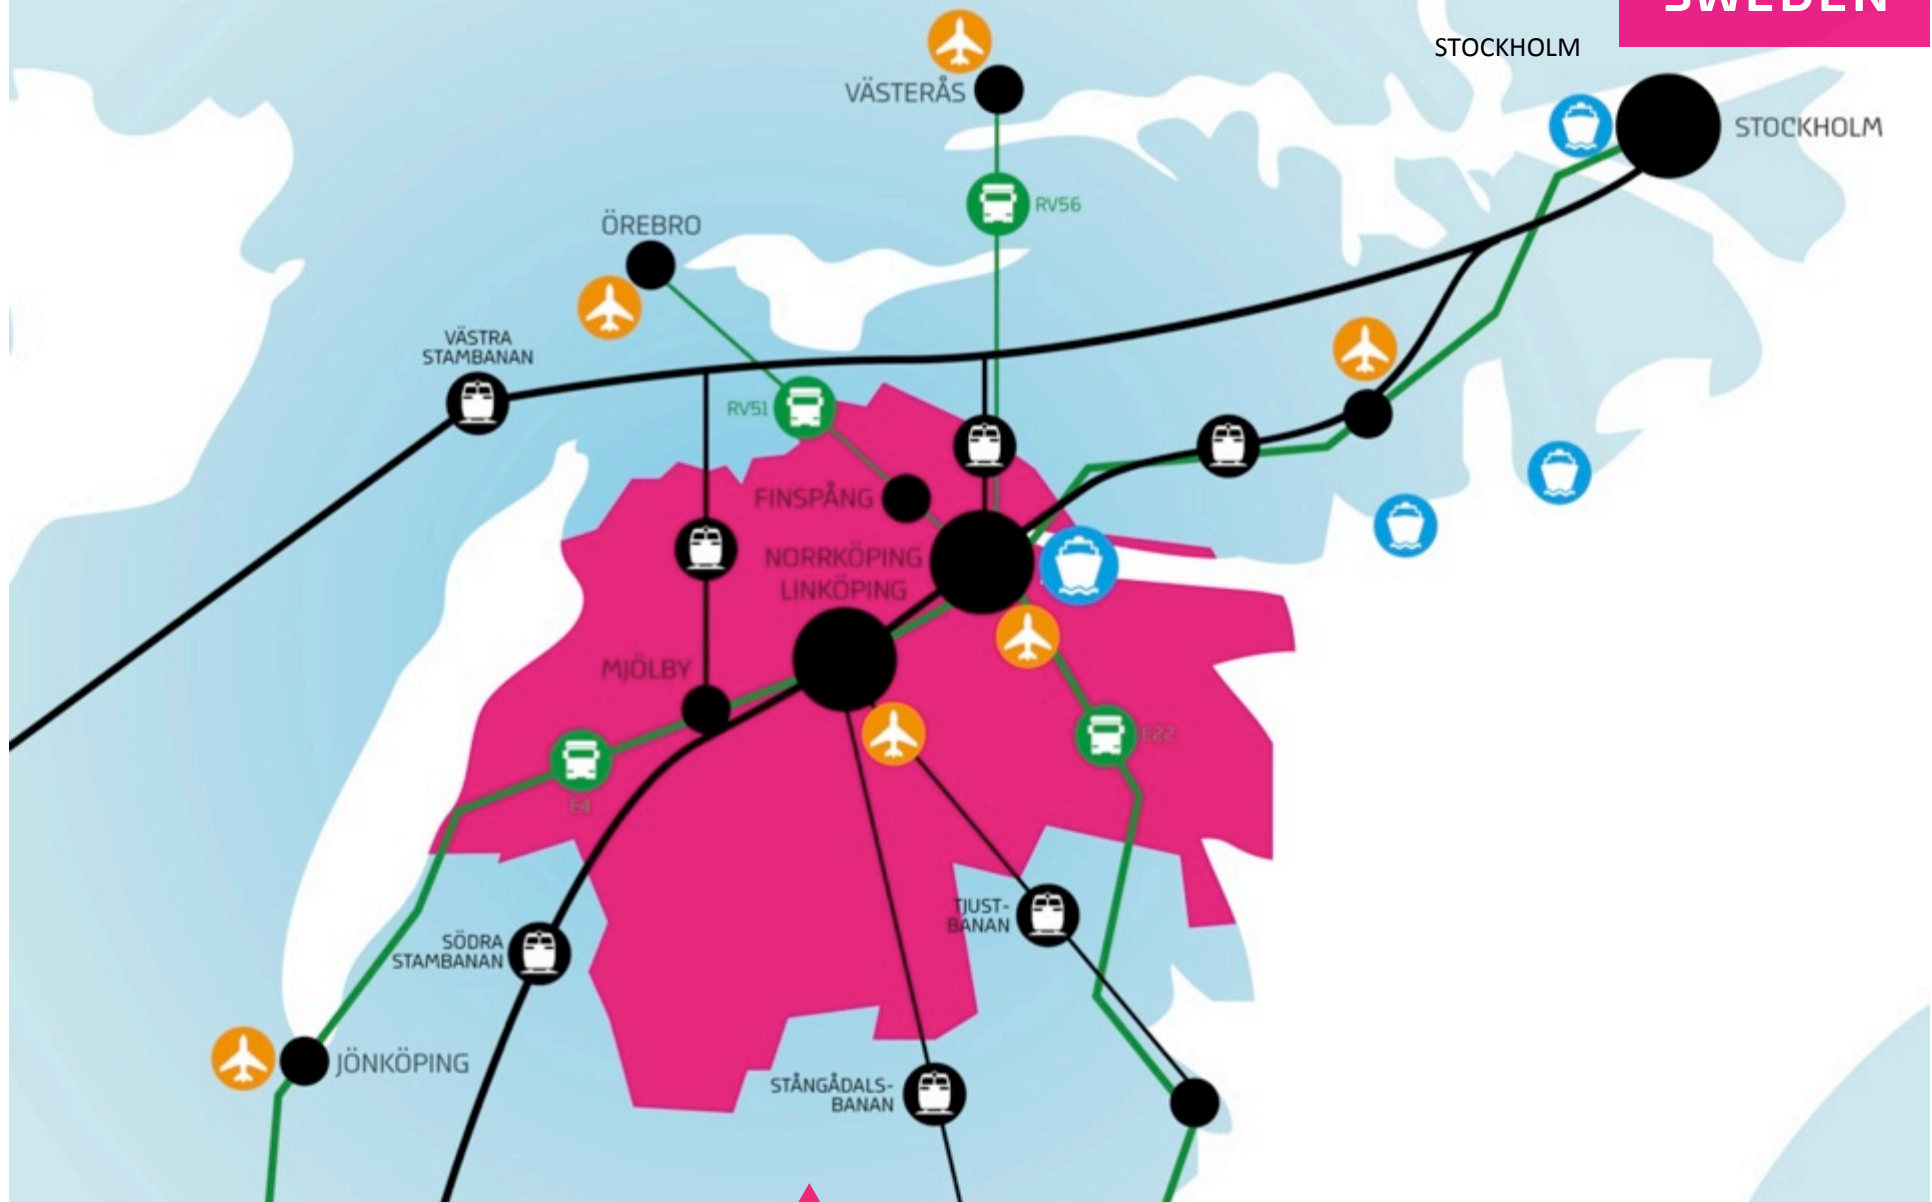 SWEDEN
STOCKHOLM
VÄSTERÅS
STOCKHOLM
RV56
ÖREBRO
VÄSTRA
STAMBANAN
RV51
FINSPÅNG
NORRKÖPING
LINKÖPING
MJÖLBY
E22
E4
TJUST-
BANAN
SÖDRA
STAMBANAN
JÖNKÖPING
STÅNGÅDALS-
BANAN